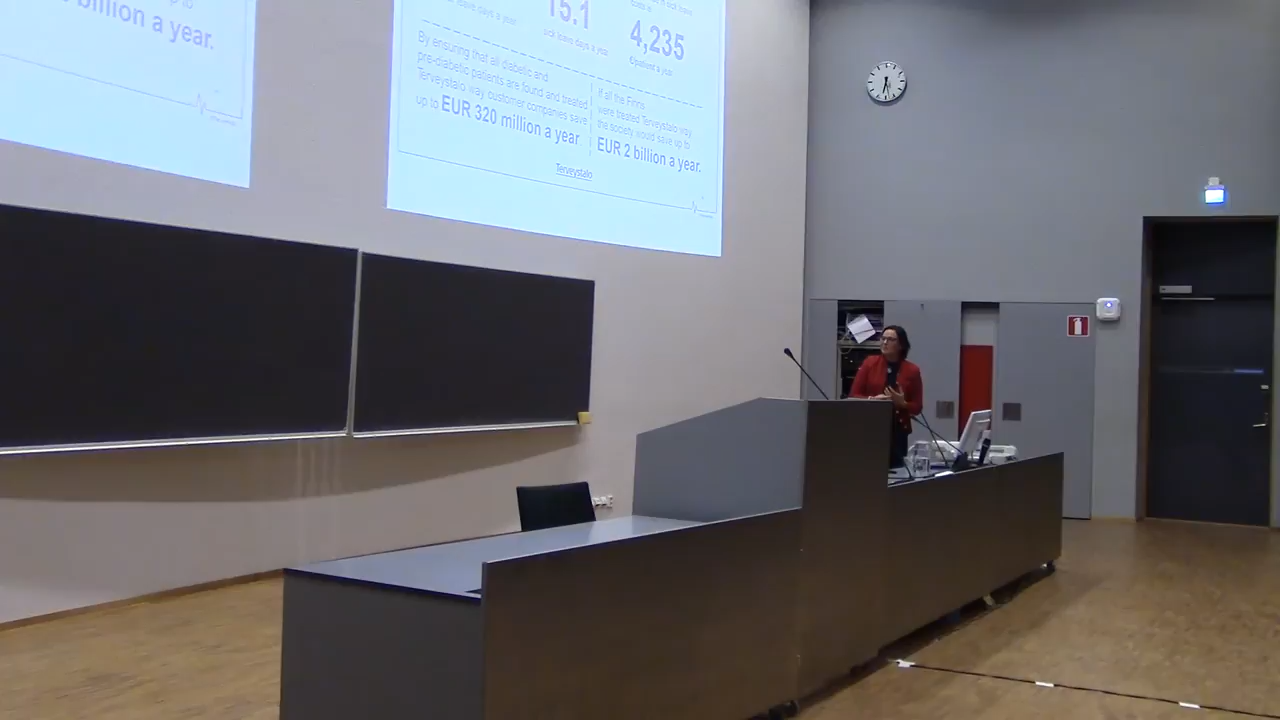 billion a year.
15.1
sick leave days a year
4,235
€/patient a year
By ensuring that all diabetic and
pre-diabetic patients are found and treated
Terveystalo way customer companies save
up to EUR 320 million a year
If all the Finns
were treated Terveystalo way
the society would save up to
EUR 2 billion a year.
Terveystalo